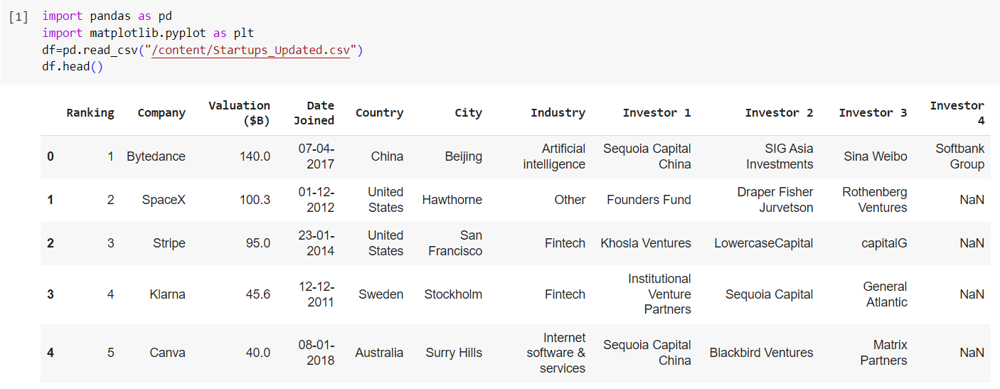 [1] import pandas as pd
import matplotlib.pyplot as plt
df=pd.read_csv("/content/Startups_Updated.csv")
df.head()
Ranking Company Valuation ($B) Date Joined Country City Industry Investor 1 Investor 2 Investor 3 Investor 4
0 1 Bytedance 140.0 07-04-2017 China Beijing Artificial intelligence Sequoia Capital China SIG Asia Investments Sina Weibo Softbank Group
1 2 SpaceX 100.3 01-12-2012 United States Hawthorne Other Founders Fund Draper Fisher Jurvetson Rothenberg Ventures NaN
2 3 Stripe 95.0 23-01-2014 United States San Francisco Fintech Khosla Ventures LowercaseCapital capitalG NaN
3 4 Klarna 45.6 12-12-2011 Sweden Stockholm Fintech Institutional Venture Partners Sequoia Capital General Atlantic NaN
4 5 Canva 40.0 08-01-2018 Australia Surry Hills Internet software & services Sequoia Capital China Blackbird Ventures Matrix Partners NaN